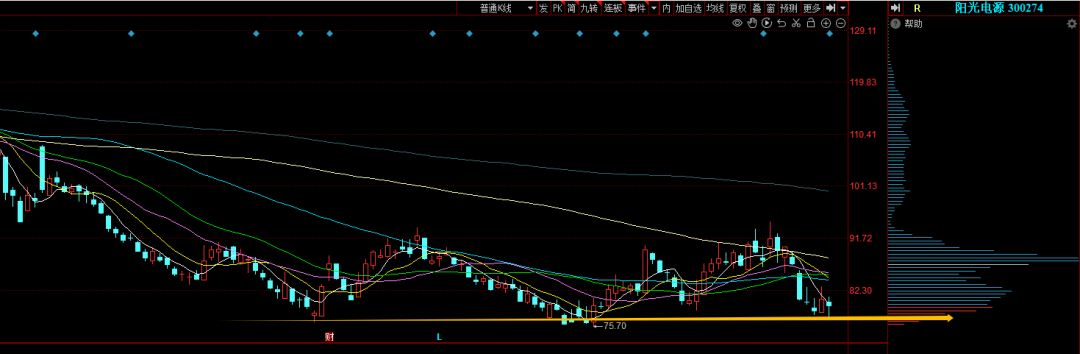 普通K线 发 PK 简 九转 连板 事件 内 加自选 均线 复权 叠 窗 预测 更多 R 阳光电源 300274
帮助
129.11
119.83
110.41
101.13
91.72
82.30
75.70
财 L